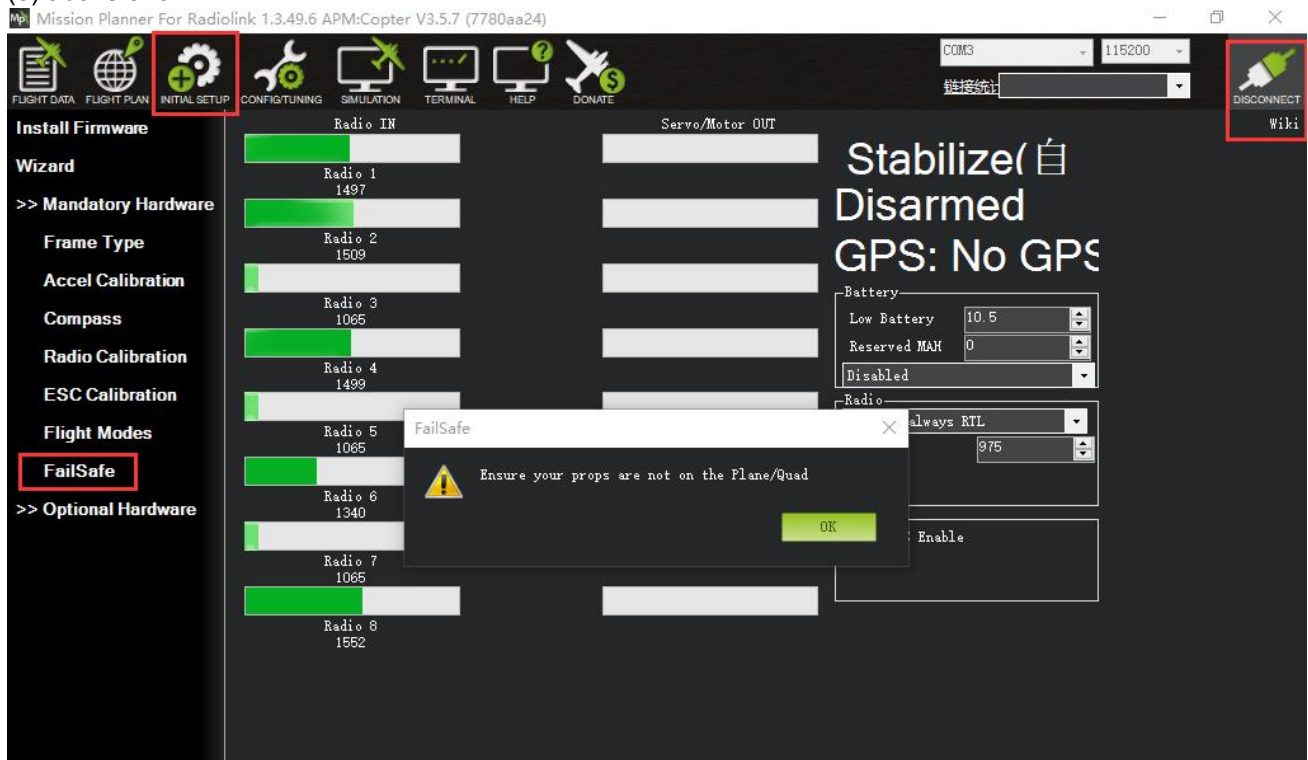 Mission Planner For Radiolink 1.3.49.6 APM:Copter V3.5.7 (7780aa24)
FLIGHT DATA FLIGHT PLAN INITIAL SETUP CONFIG/TUNING SIMULATION TERMINAL HELP DONATE
COM3 115200
链接统计
DISCONNECT
Install Firmware
Wizard
>> Mandatory Hardware
Frame Type
Accel Calibration
Compass
Radio Calibration
ESC Calibration
Flight Modes
FailSafe
>> Optional Hardware
Radio IN
Radio 1
1497
Radio 2
1509
Radio 3
1065
Radio 4
1499
Radio 5
1065
Radio 6
1340
Radio 7
1065
Radio 8
1552
Servo/Motor OUT
Wiki
Stabilize(自
Disarmed
GPS: No GPS
Battery
Low Battery 10.5
Reserved MAH 0
Disabled
Radio
always RTL
975
Enable
FailSafe
Ensure your props are not on the Plane/Quad
OK